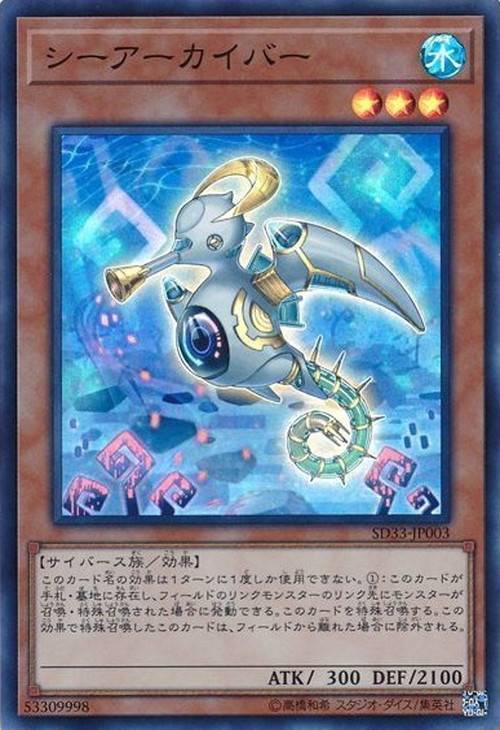 シーアーカイバー
水
SD33-JP003
【サイバース族／効果】
このカード名の効果は１ターンに１度しか使用できない。①：このカードが
手札・墓地に存在し、フィールドのリンクモンスターのリンク先にモンスターが
召喚・特殊召喚された場合に発動できる。このカードを特殊召喚する。この
効果で特殊召喚したこのカードは、フィールドから離れた場合に除外される。
ATK/ 300 DEF/2100
53309998
©高橋和希 スタジオ・ダイス/集英社